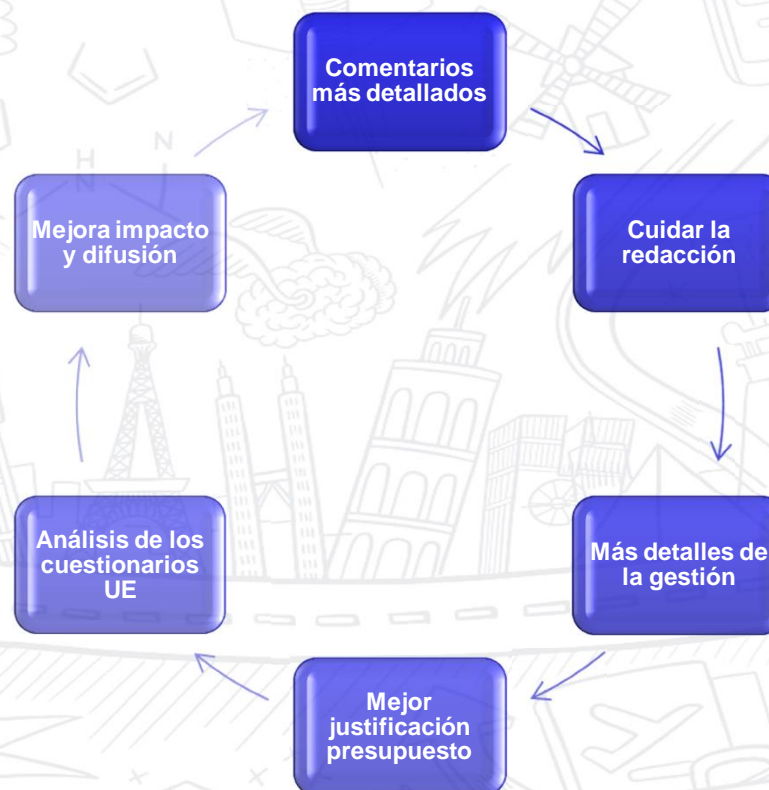 Comentarios
más detallados
Cuidar la
redacción
Más detalles de
la gestión
Mejor
justificación
presupuesto
Análisis de los
cuestionarios
UE
Mejora impacto
y difusión
N
H
N